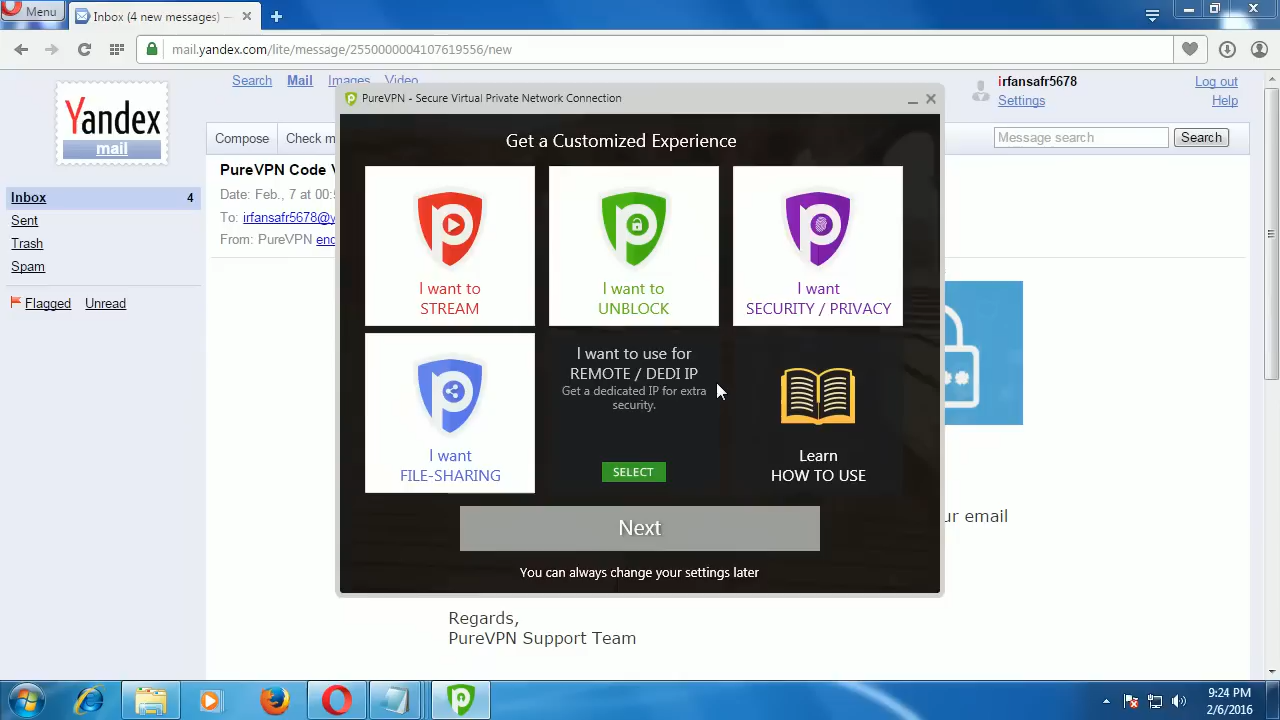 Menu
Inbox (4 new messages) —
mail.yandex.com/lite/message/2550000004107619556/new
Search Mail Images Video
irfansafr5678
Settings
Log out
Help
Yandex
mail
Compose
Check m
Message search
Search
Inbox 4
Sent
Trash
Spam
Flagged Unread
PureVPN Code V
Date: Feb., 7 at 00:5
To: irfansafr5678@y
From: PureVPN enc
PureVPN - Secure Virtual Private Network Connection
Get a Customized Experience
I want to
STREAM
I want to
UNBLOCK
I want
SECURITY / PRIVACY
I want
FILE-SHARING
I want to use for
REMOTE / DEDI IP
Get a dedicated IP for extra
security.
SELECT
Learn
HOW TO USE
Next
You can always change your settings later
ur email
Regards,
PureVPN Support Team
9:24 PM
2/6/2016